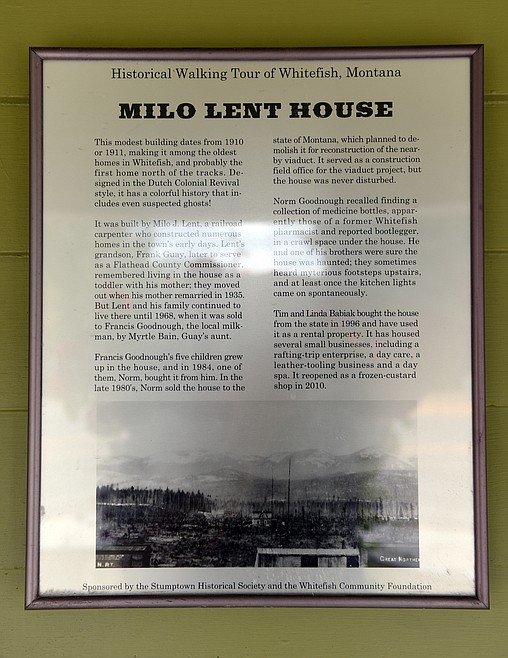 Historical Walking Tour of Whitefish, Montana
MILO LENT HOUSE
This modest building dates from 1910
or 1911, making it among the oldest
homes in Whitefish, and probably the
first home north of the tracks. De-
signed in the Dutch Colonial Revival
style, it has a colorful history that in-
cludes even suspected ghosts!
It was built by Milo J. Lent, a railroad
carpenter who constructed numerous
homes in the town's early days. Lent's
grandson, Frank Guay, later to serve
as a Flathead County Commissioner,
remembered living in the house as a
toddler with his mother; they moved
out when his mother remarried in 1935.
But Lent and his family continued to
live there until 1968, when it was sold
to Francis Goodnough, the local milk-
man, by Myrtle Bain, Guay's aunt.
Francis Goodnough's five children grew
up in the house, and in 1984, one of
them, Norm, bought it from him. In the
late 1980's, Norm sold the house to the
state of Montana, which planned to de-
molish it for reconstruction of the near-
by viaduct. It served as a construction
field office for the viaduct project, but
the house was never disturbed.
Norm Goodnough recalled finding a
collection of medicine bottles, appar-
ently those of a former Whitefish
pharmacist and reported bootlegger,
in a crawl space under the house. He
and one of his brothers were sure the
house was haunted; they sometimes
heard myterious footsteps upstairs,
and at least once the kitchen lights
came on spontaneously.
Tim and Linda Babiak bought the house
from the state in 1996 and have used
it as a rental property. It has housed
several small businesses, including a
rafting-trip enterprise, a day care, a
leather-tooling business and a day
spa. It reopened as a frozen-custard
shop in 2010.
N. RY.
GREAT NORTHER
Sponsored by the Stumptown Historical Society and the Whitefish Community Foundation